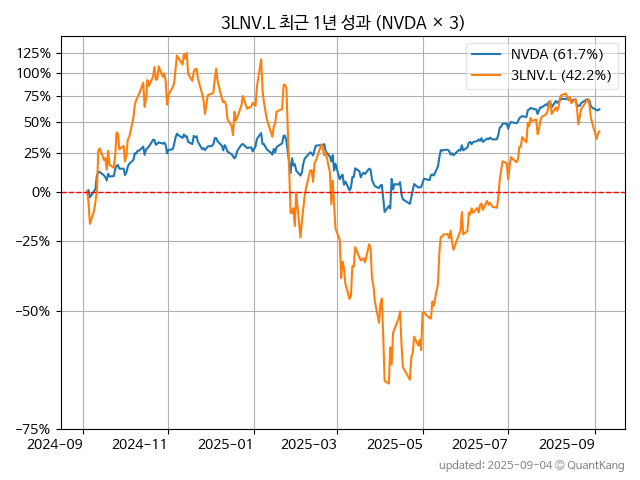 3LNV.L 최근 1년 성과 (NVDA × 3)
NVDA (61.7%)
3LNV.L (42.2%)
125%
100%
75%
50%
25%
0%
−25%
−50%
−75%
2024-09 2024-11 2025-01 2025-03 2025-05 2025-07 2025-09
updated: 2025-09-04 © QuantKang